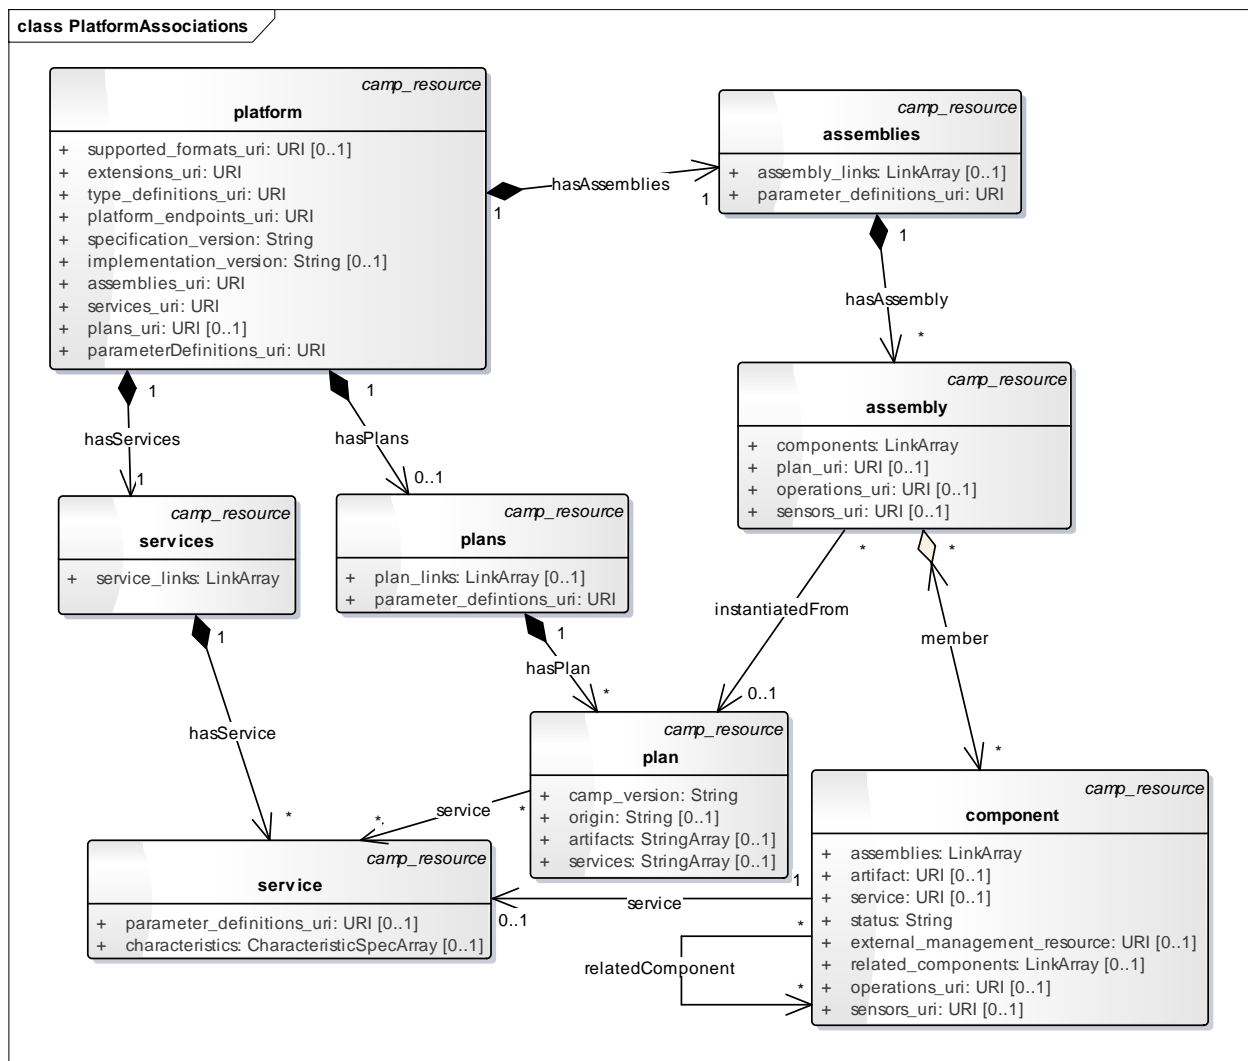 class PlatformAssociations
camp_resource
platform
+ supported_formats_uri: URI [0..1]
+ extensions_uri: URI
+ type_definitions_uri: URI
+ platform_endpoints_uri: URI
+ specification_version: String
+ implementation_version: String [0..1]
+ assemblies_uri: URI
+ services_uri: URI
+ plans_uri: URI [0..1]
+ parameterDefinitions_uri: URI
camp_resource
assemblies
+ assembly_links: LinkArray [0..1]
+ parameter_definitions_uri: URI
hasAssemblies
1
1
1
hasAssembly
*
1
hasServices
1
1
hasPlans
0..1
camp_resource
assembly
+ components: LinkArray
+ plan_uri: URI [0..1]
+ operations_uri: URI [0..1]
+ sensors_uri: URI [0..1]
camp_resource
services
+ service_links: LinkArray
camp_resource
plans
+ plan_links: LinkArray [0..1]
+ parameter_defintions_uri: URI
*
instantiatedFrom
0..1
*
member
*
1
hasService
*
1
hasPlan
*
camp_resource
plan
+ camp_version: String
+ origin: String [0..1]
+ artifacts: StringArray [0..1]
+ services: StringArray [0..1]
*
service
*
camp_resource
service
+ parameter_definitions_uri: URI [0..1]
+ characteristics: CharacteristicSpecArray [0..1]
camp_resource
component
+ assemblies: LinkArray
+ artifact: URI [0..1]
+ service: URI [0..1]
+ status: String
+ external_management_resource: URI [0..1]
+ related_components: LinkArray [0..1]
+ operations_uri: URI [0..1]
+ sensors_uri: URI [0..1]
1
service
0..1
*
relatedComponent
*